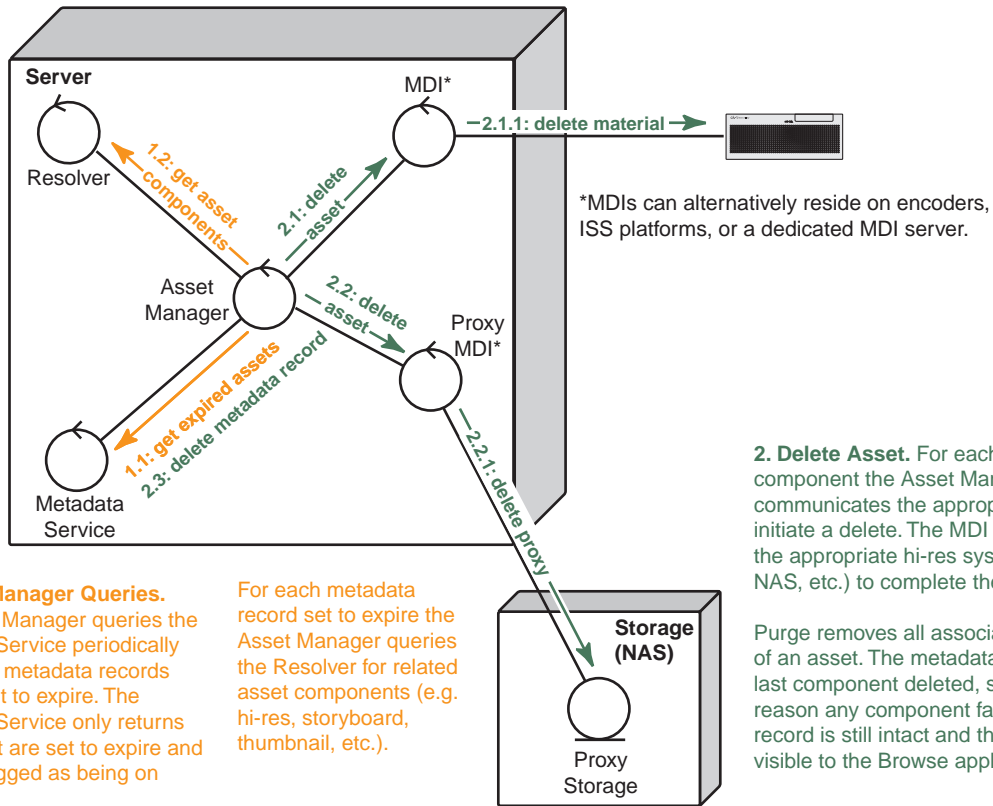 Server
MDI*
2.1.1: delete material
Resolver
1.2: get asset
components
2.1: delete
asset
*MDIs can alternatively reside on encoders,
ISS platforms, or a dedicated MDI server.
Asset
Manager
2.2: delete
asset
Proxy
MDI*
1.1: get expired assets
2.3: delete metadata record
Metadata
Service
2.2.1: delete proxy
Manager Queries.
Manager queries the
Service periodically
metadata records
t to expire. The
Service only returns
t are set to expire and
gged as being on
For each metadata
record set to expire the
Asset Manager queries
the Resolver for related
asset components (e.g.
hi-res, storyboard,
thumbnail, etc.).
Storage
(NAS)
Proxy
Storage
2. Delete Asset. For each
component the Asset Mar
communicates the approp
initiate a delete. The MDI
the appropriate hi-res sys
NAS, etc.) to complete the
Purge removes all associa
of an asset. The metadata
last component deleted, s
reason any component fa
record is still intact and th
visible to the Browse appl